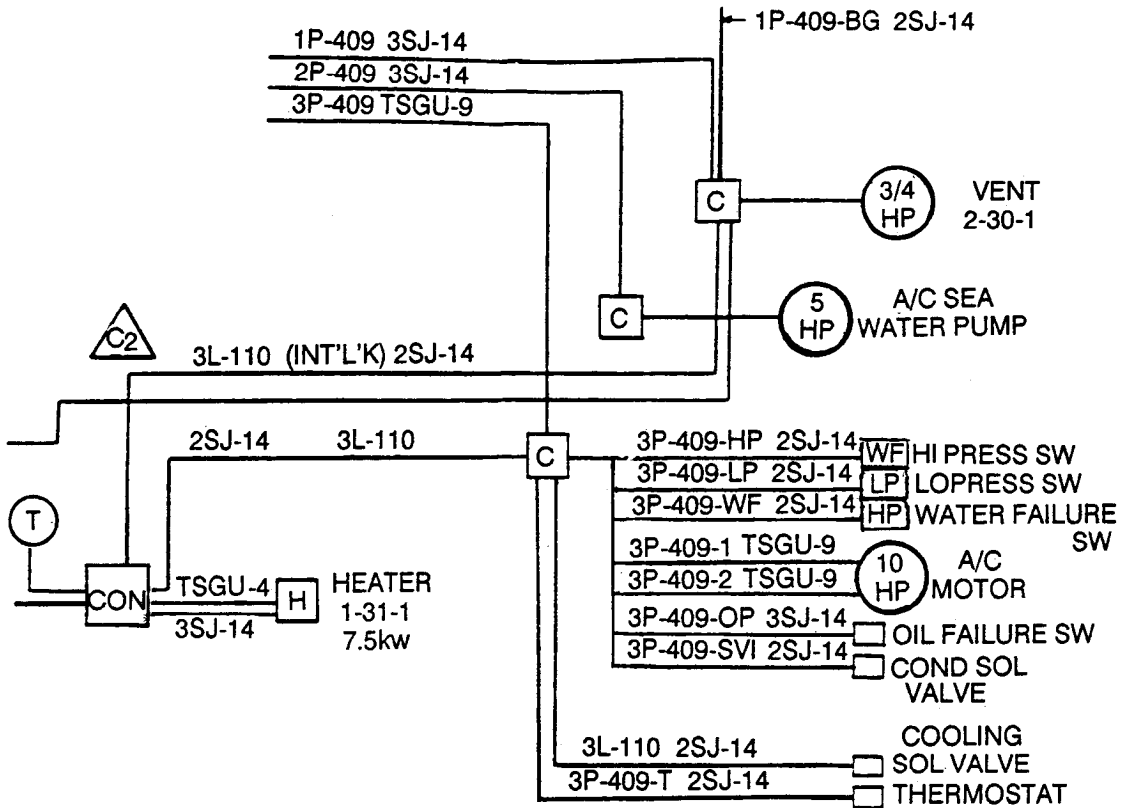 1P-409-BG 2SJ-14
1P-409 3SJ-14
2P-409 3SJ-14
3P-409 TSGU-9
C
3/4
HP
VENT
2-30-1
C
5
HP
A/C SEA
WATER PUMP
C2
3L-110 (INT'L'K) 2SJ-14
2SJ-14 3L-110
C
3P-409-HP 2SJ-14 WF HI PRESS SW
3P-409-LP 2SJ-14 LP LOPRESS SW
3P-409-WF 2SJ-14 HP WATER FAILURE
SW
T
3P-409-1 TSGU-9
3P-409-2 TSGU-9
10
HP
A/C
MOTOR
CON
TSGU-4
3SJ-14
H
HEATER
1-31-1
7.5kw
3P-409-OP 3SJ-14 OIL FAILURE SW
3P-409-SVI 2SJ-14 COND SOL
VALVE
3L-110 2SJ-14
COOLING
SOL VALVE
3P-409-T 2SJ-14 THERMOSTAT